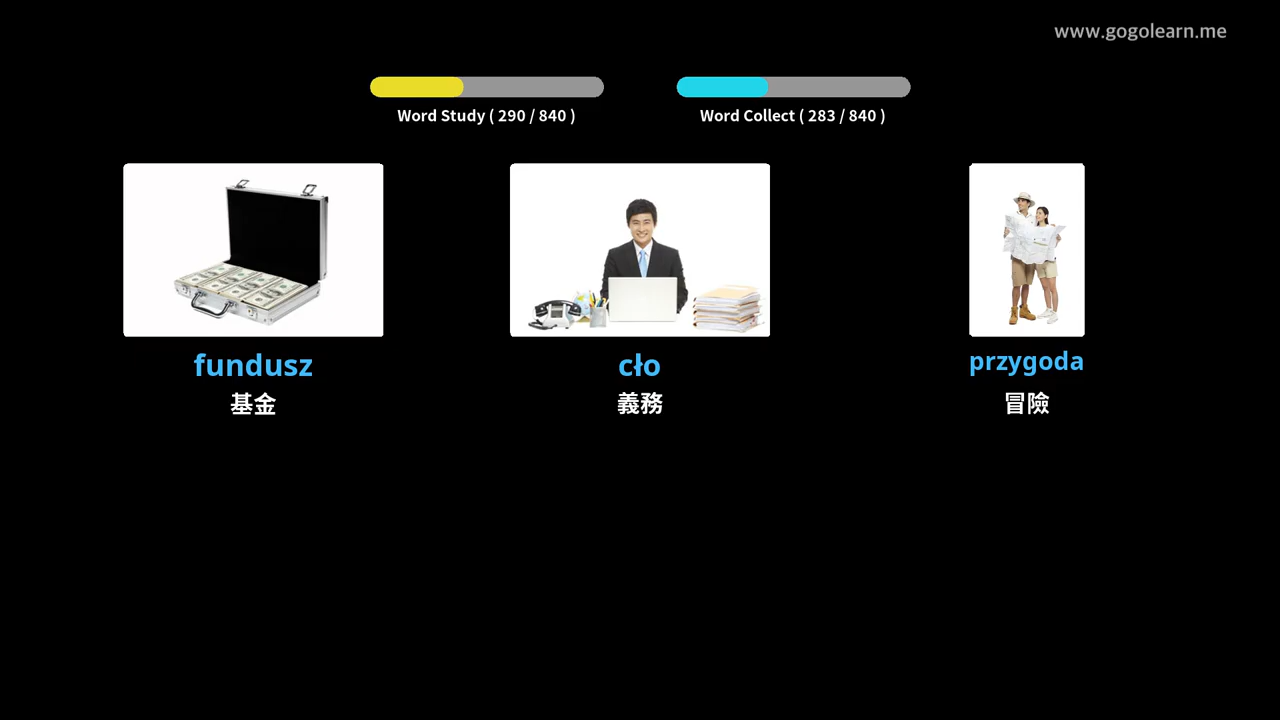 www.gogolearn.me
Word Study ( 290 / 840 )
Word Collect ( 283 / 840 )
fundusz
基金
cło
義務
przygoda
冒險